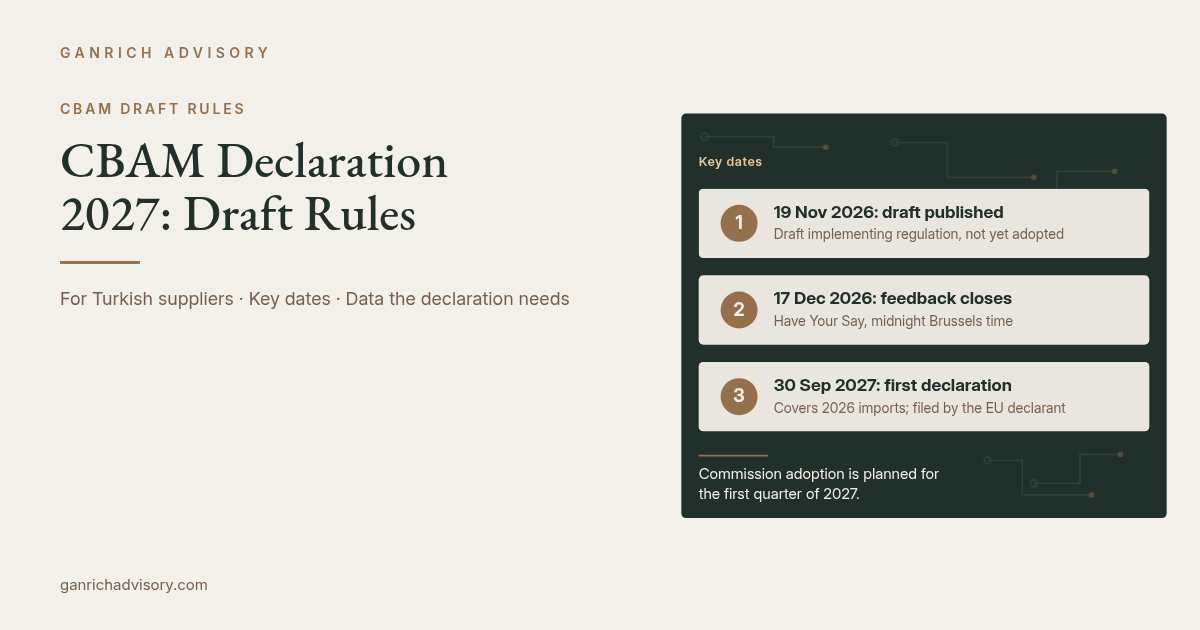 GANRICH ADVISORY
CBAM DRAFT RULES
CBAM Declaration
2027: Draft Rules
For Turkish suppliers · Key dates · Data the declaration needs
ganrichadvisory.com
Key dates
1
19 Nov 2026: draft published
Draft implementing regulation, not yet adopted
2
17 Dec 2026: feedback closes
Have Your Say, midnight Brussels time
3
30 Sep 2027: first declaration
Covers 2026 imports; filed by the EU declarant
Commission adoption is planned for
the first quarter of 2027.